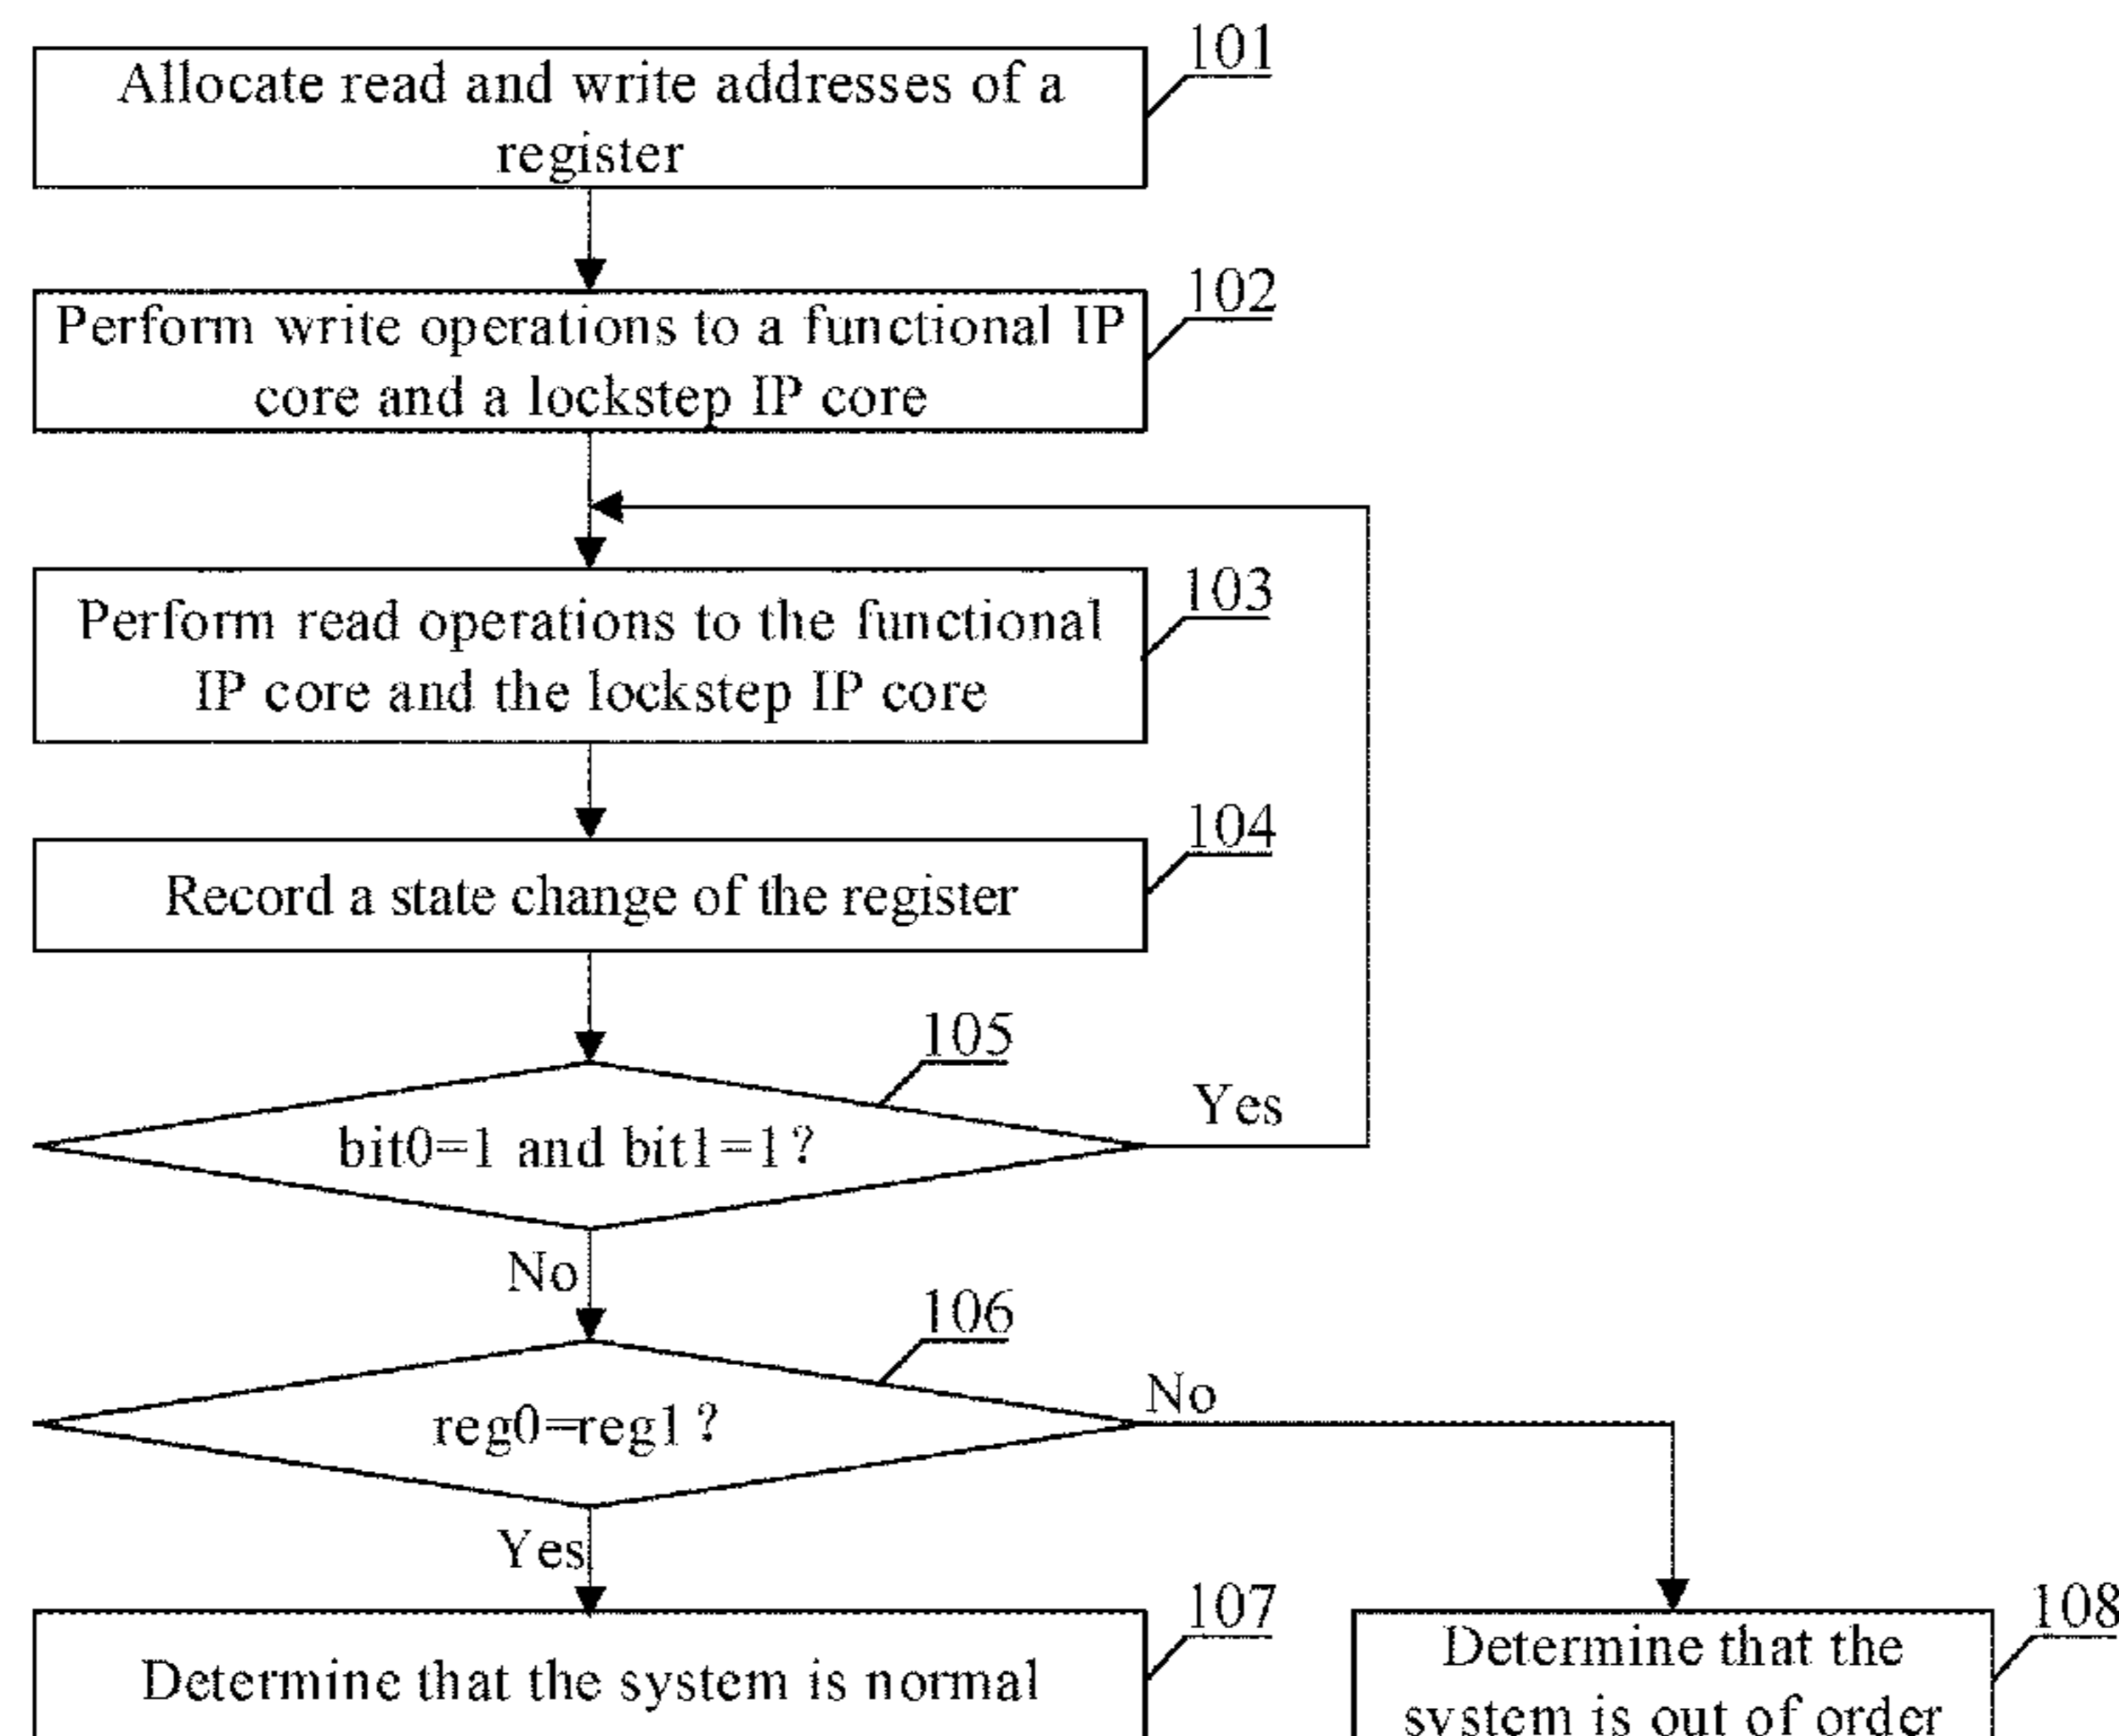 101
Allocate read and write addresses of a
register
102
Perform write operations to a functional IP
core and a lockstep IP core
103
Perform read operations to the functional
IP core and the lockstep IP core
104
Record a state change of the register
105
bit0=1 and bit1=1?
Yes
No
106
reg0=reg1?
No
Yes
107
Determine that the system is normal
108
Determine that the
system is out of order